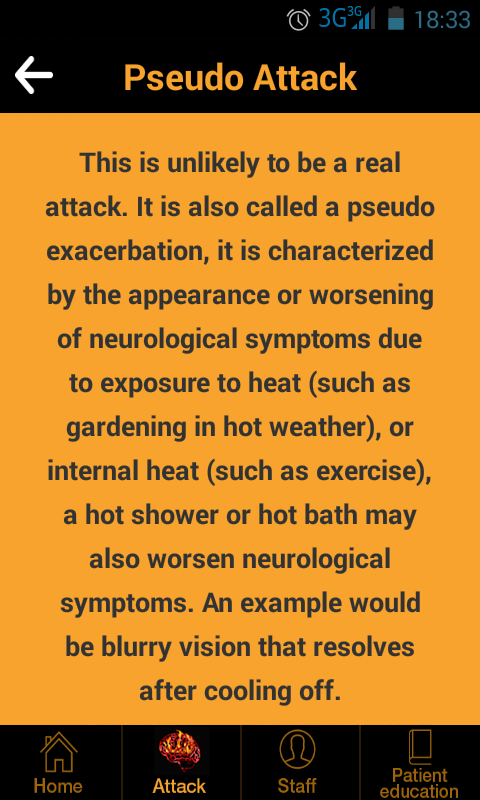 3G 3G 18:33
Pseudo Attack
This is unlikely to be a real
attack. It is also called a pseudo
exacerbation, it is characterized
by the appearance or worsening
of neurological symptoms due
to exposure to heat (such as
gardening in hot weather), or
internal heat (such as exercise),
a hot shower or hot bath may
also worsen neurological
symptoms. An example would
be blurry vision that resolves
after cooling off.
Home Attack Staff Patient
education